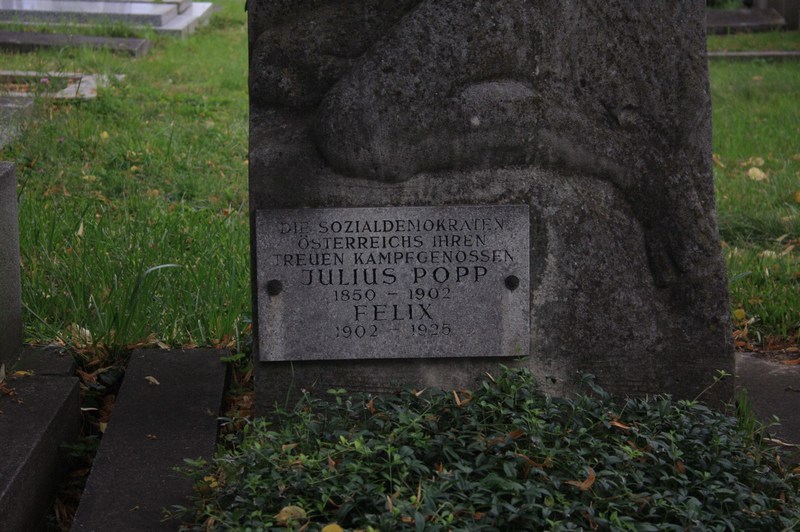 DIE SOZIALDEMOKRATEN
ÖSTERREICHS IHREN
TREUEN KAMPFGENOSSEN
JULIUS POPP
1850 - 1902
FELIX
1902 - 1925